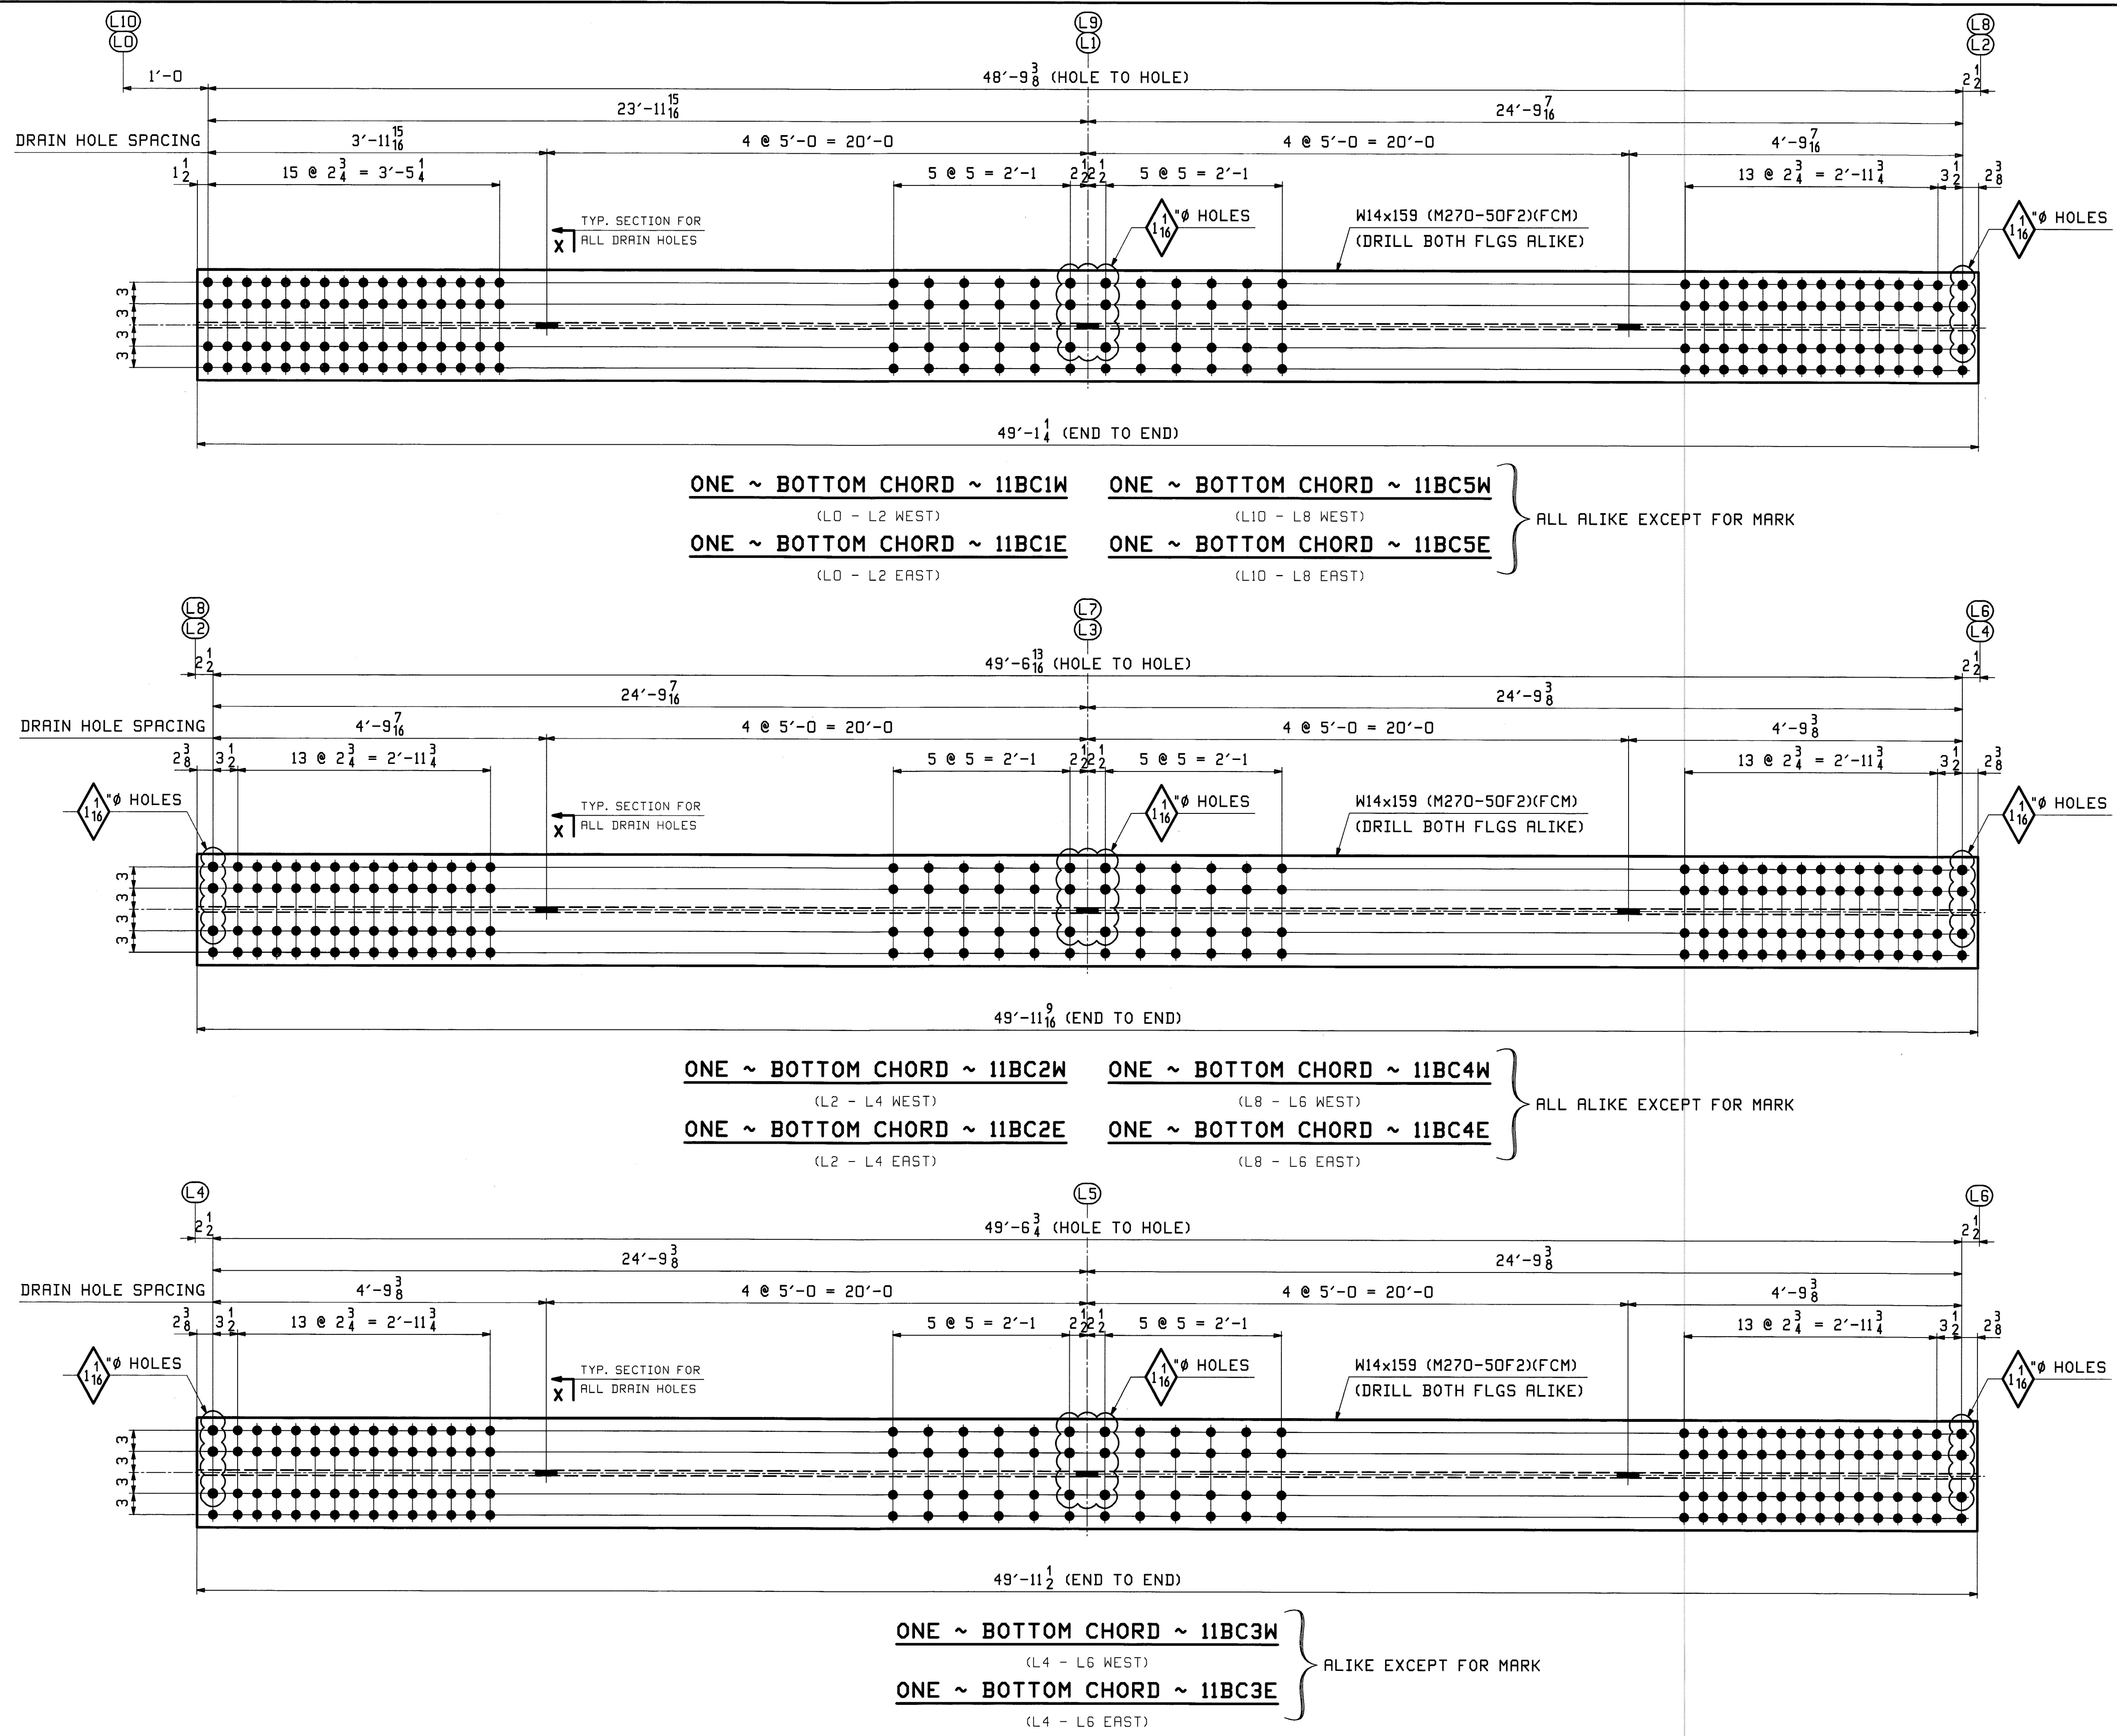 L10 L9 L8
L0 L1 L2
1′-0 48′-9 3/8 (HOLE TO HOLE) 2 1/2
23′-11 15/16 24′-9 7/16
DRAIN HOLE SPACING 3′-11 15/16 4 @ 5′-0 = 20′-0 4 @ 5′-0 = 20′-0 4′-9 7/16
1 1/2 15 @ 2 3/4 = 3′-5 1/4 5 @ 5 = 2′-1 2 1/2 2 1/2 5 @ 5 = 2′-1 13 @ 2 3/4 = 2′-11 3/4 3 1/2 2 3/8
TYP. SECTION FOR 1 1/16 "Ø HOLES W14x159 (M270-50F2)(FCM) 1 1/16 "Ø HOLES
X ALL DRAIN HOLES (DRILL BOTH FLGS ALIKE)
3
3
3
3
49′-1 1/4 (END TO END)
ONE ~ BOTTOM CHORD ~ 11BC1W ONE ~ BOTTOM CHORD ~ 11BC5W
(L0 - L2 WEST) (L10 - L8 WEST)
ALL ALIKE EXCEPT FOR MARK
ONE ~ BOTTOM CHORD ~ 11BC1E ONE ~ BOTTOM CHORD ~ 11BC5E
(L0 - L2 EAST) (L10 - L8 EAST)
L8 L7 L6
L2 L3 L4
2 1/2 49′-6 13/16 (HOLE TO HOLE) 2 1/2
24′-9 7/16 24′-9 3/8
DRAIN HOLE SPACING 4′-9 7/16 4 @ 5′-0 = 20′-0 4 @ 5′-0 = 20′-0 4′-9 3/8
2 3/8 3 1/2 13 @ 2 3/4 = 2′-11 3/4 5 @ 5 = 2′-1 2 1/2 2 1/2 5 @ 5 = 2′-1 13 @ 2 3/4 = 2′-11 3/4 3 1/2 2 3/8
1 1/16 "Ø HOLES TYP. SECTION FOR 1 1/16 "Ø HOLES W14x159 (M270-50F2)(FCM) 1 1/16 "Ø HOLES
X ALL DRAIN HOLES (DRILL BOTH FLGS ALIKE)
3
3
3
3
49′-11 9/16 (END TO END)
ONE ~ BOTTOM CHORD ~ 11BC2W ONE ~ BOTTOM CHORD ~ 11BC4W
(L2 - L4 WEST) (L8 - L6 WEST)
ALL ALIKE EXCEPT FOR MARK
ONE ~ BOTTOM CHORD ~ 11BC2E ONE ~ BOTTOM CHORD ~ 11BC4E
(L2 - L4 EAST) (L8 - L6 EAST)
L4 L5 L6
2 1/2 49′-6 3/4 (HOLE TO HOLE) 2 1/2
24′-9 3/8 24′-9 3/8
DRAIN HOLE SPACING 4′-9 3/8 4 @ 5′-0 = 20′-0 4 @ 5′-0 = 20′-0 4′-9 3/8
2 3/8 3 1/2 13 @ 2 3/4 = 2′-11 3/4 5 @ 5 = 2′-1 2 1/2 2 1/2 5 @ 5 = 2′-1 13 @ 2 3/4 = 2′-11 3/4 3 1/2 2 3/8
1 1/16 "Ø HOLES TYP. SECTION FOR 1 1/16 "Ø HOLES W14x159 (M270-50F2)(FCM) 1 1/16 "Ø HOLES
X ALL DRAIN HOLES (DRILL BOTH FLGS ALIKE)
3
3
3
3
49′-11 1/2 (END TO END)
ONE ~ BOTTOM CHORD ~ 11BC3W
(L4 - L6 WEST)
ALIKE EXCEPT FOR MARK
ONE ~ BOTTOM CHORD ~ 11BC3E
(L4 - L6 EAST)